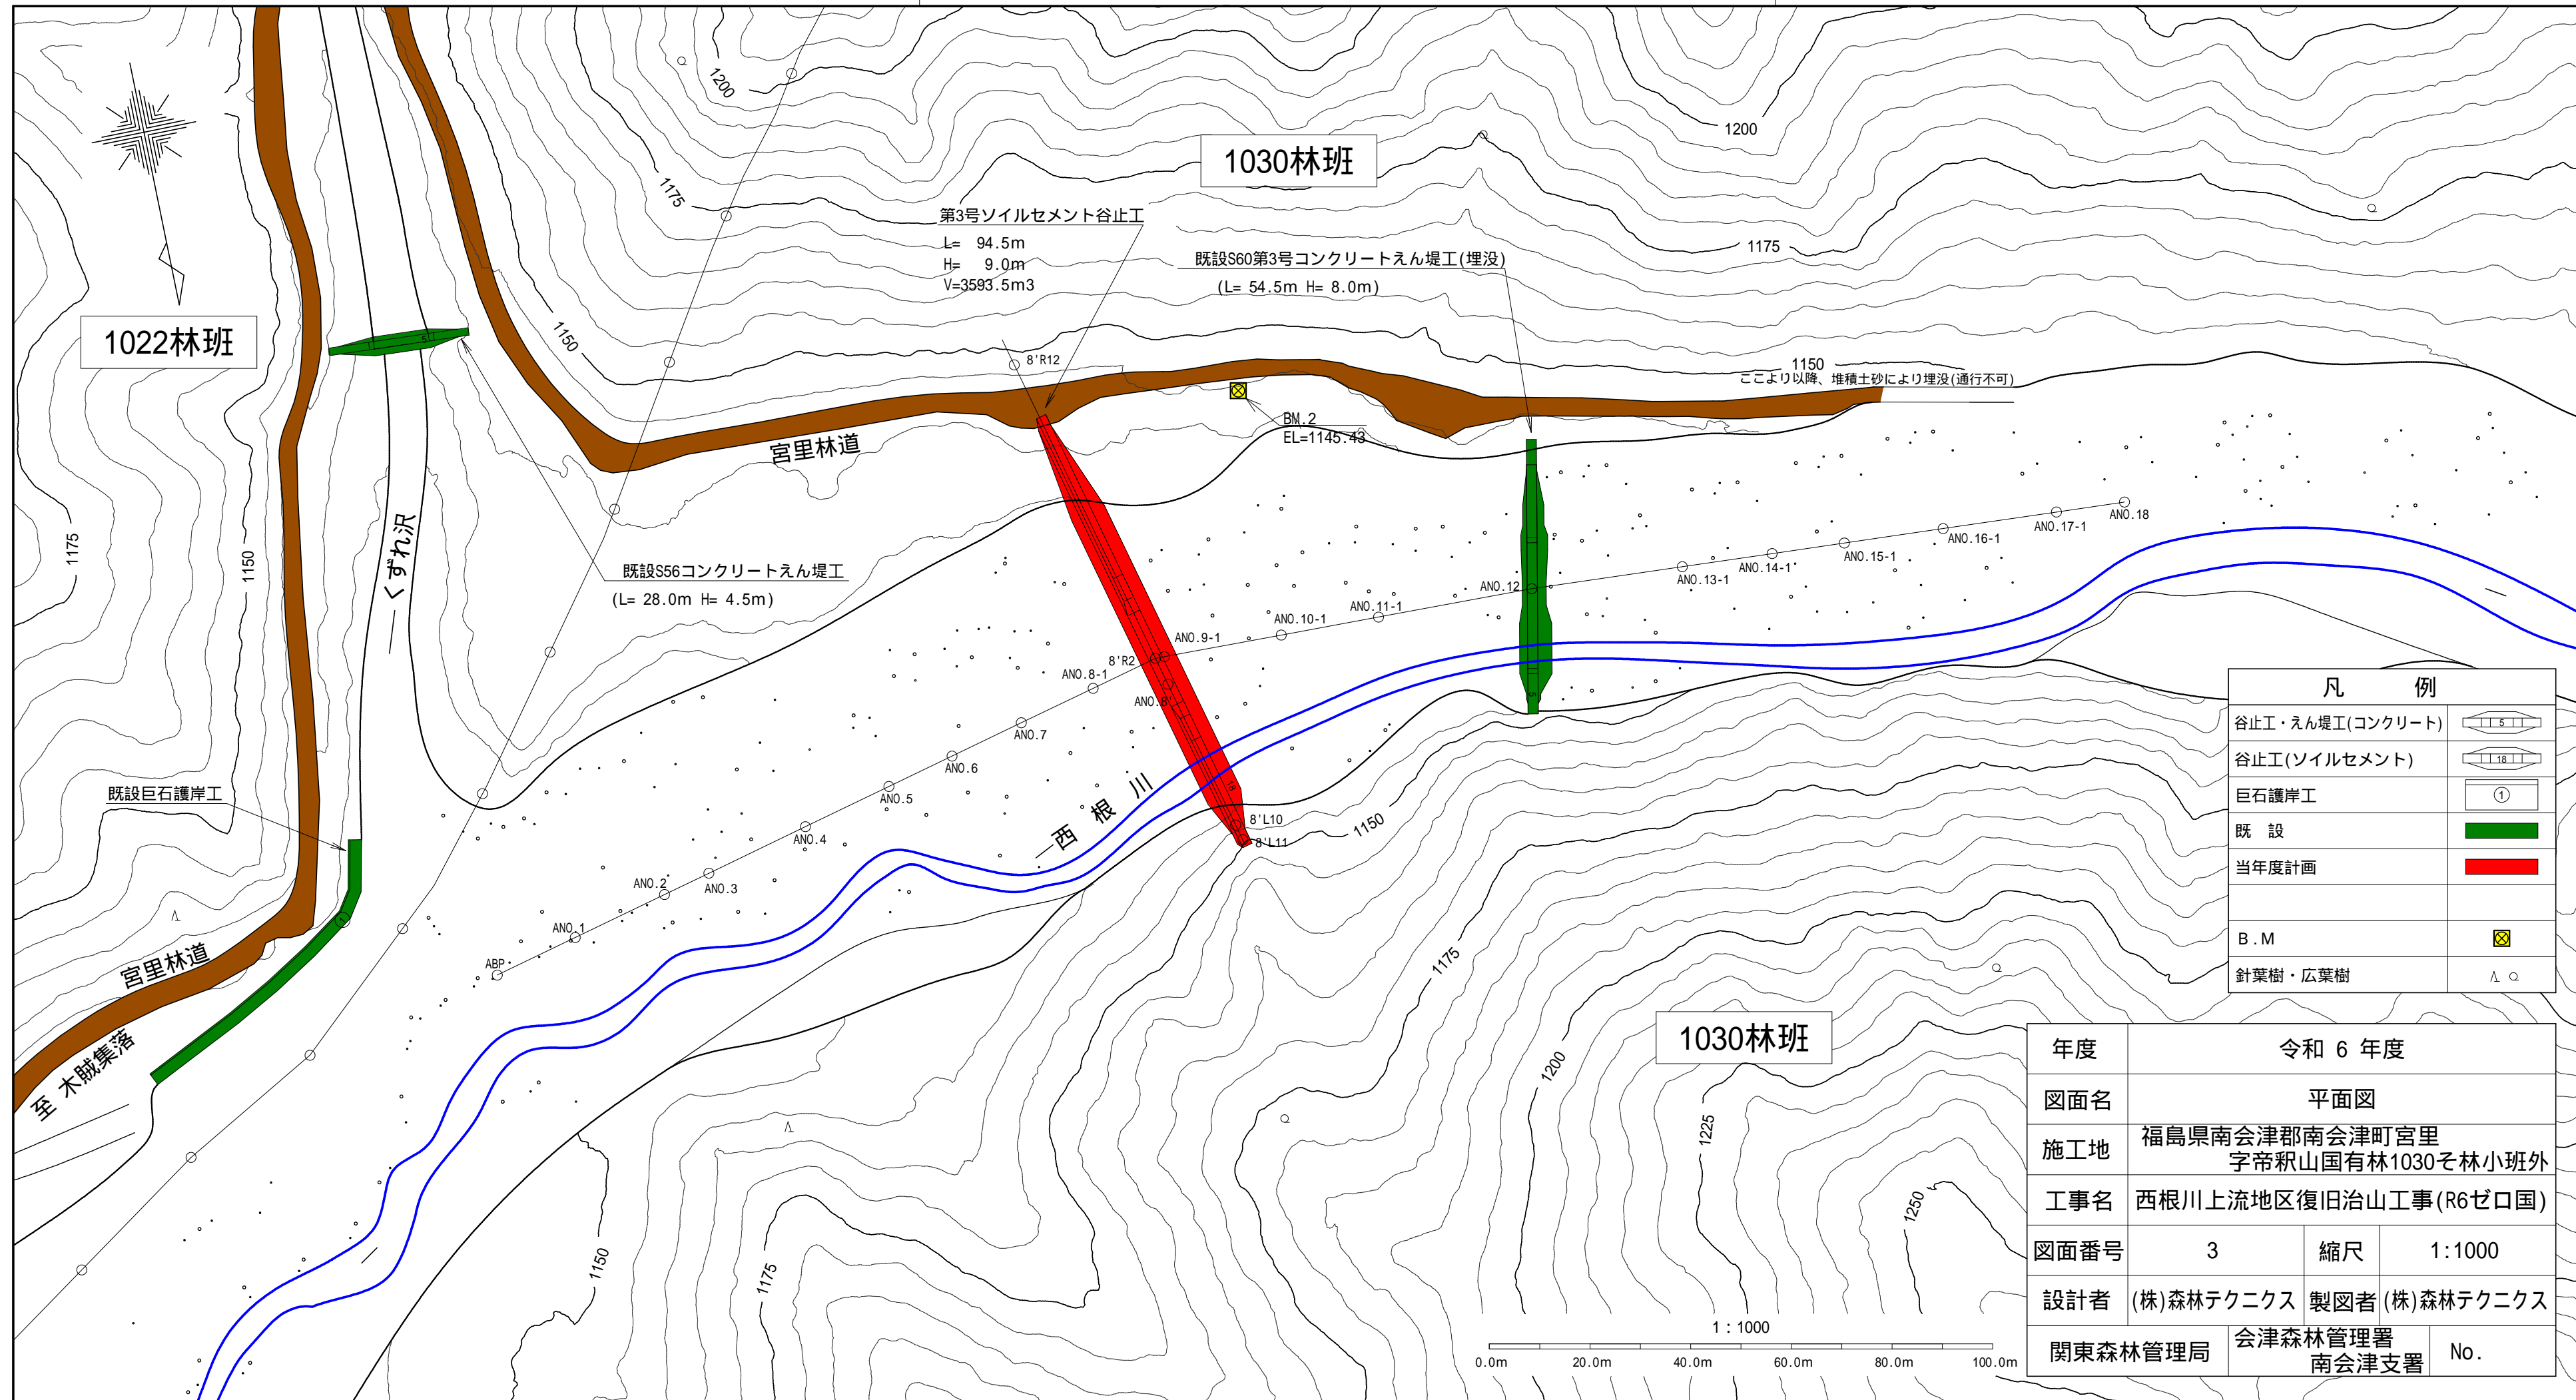 1200
1200
1030林班
1175
1175
第3号ソイルセメント谷止工
L= 94.5m
H= 9.0m
V=3593.5m3
既設S60第3号コンクリートえん堤工(埋没)
(L= 54.5m H= 8.0m)
1022林班
5
1150
8'R12
1150
ここより以降、堆積土砂により埋没(通行不可)
BM.2
EL=1145.43
宮里林道
1175
1150
くずれ沢
既設S56コンクリートえん堤工
(L= 28.0m H= 4.5m)
ANO.18
ANO.17-1
ANO.16-1
ANO.15-1
ANO.14-1
ANO.13-1
ANO.12
ANO.11-1
ANO.10-1
ANO.9-1
8'R2
ANO.8-1
ANO.8'
ANO.7
ANO.6
ANO.5
ANO.4
ANO.3
ANO.2
ANO.1
ABP
5
18
西根川
8'L10
8'L11
1150
既設巨石護岸工
1
宮里林道
至 木賊集落
1175
1030林班
1200
1225
1250
1150
1175
凡 例
谷止工・えん堤工(コンクリート) 5
谷止工(ソイルセメント) 18
巨石護岸工 1
既 設
当年度計画
B.M
針葉樹・広葉樹
年度 令和 6 年度
図面名 平面図
施工地 福島県南会津郡南会津町宮里
字帝釈山国有林1030そ林小班外
工事名 西根川上流地区復旧治山工事(R6ゼロ国)
図面番号 3 縮尺 1:1000
設計者 (株)森林テクニクス 製図者 (株)森林テクニクス
関東森林管理局 会津森林管理署
南会津支署 No.
1:1000
0.0m 20.0m 40.0m 60.0m 80.0m 100.0m